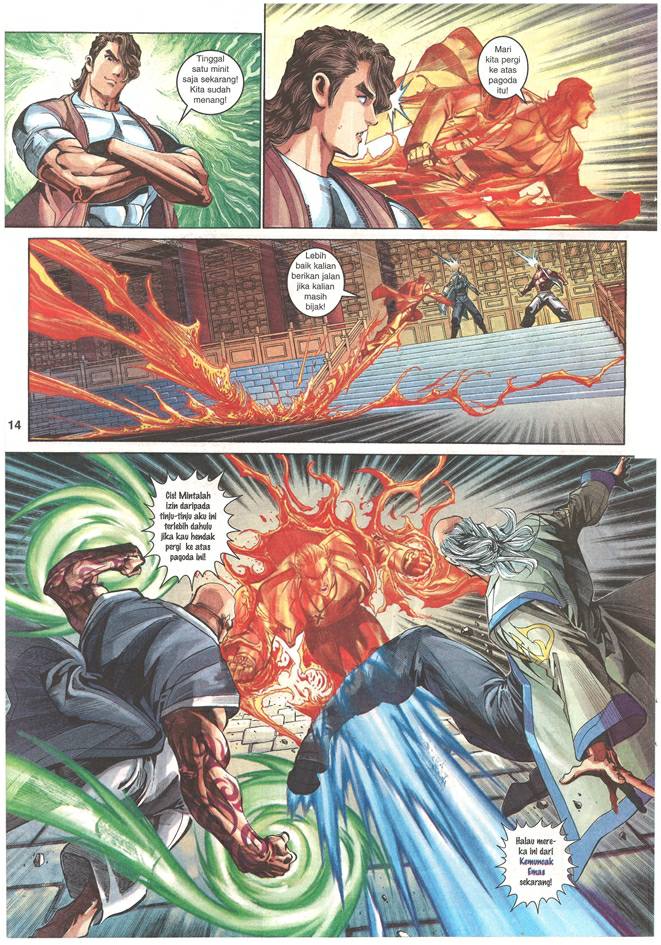 Tinggal
satu minit
saja sekarang!
Kita sudah
menang!
Mari
kita pergi
ke atas
pagoda
itu!
Lebih
baik kalian
berikan jalan
jika kalian
masih
bijak!
14
Cis! Mintalah
izin daripada
tinju-tinju aku ini
terlebih dahulu
jika kau hendak
pergi ke atas
pagoda ini!
Halau mere-
ka ini dari
Kemuncak
Emas
sekarang!